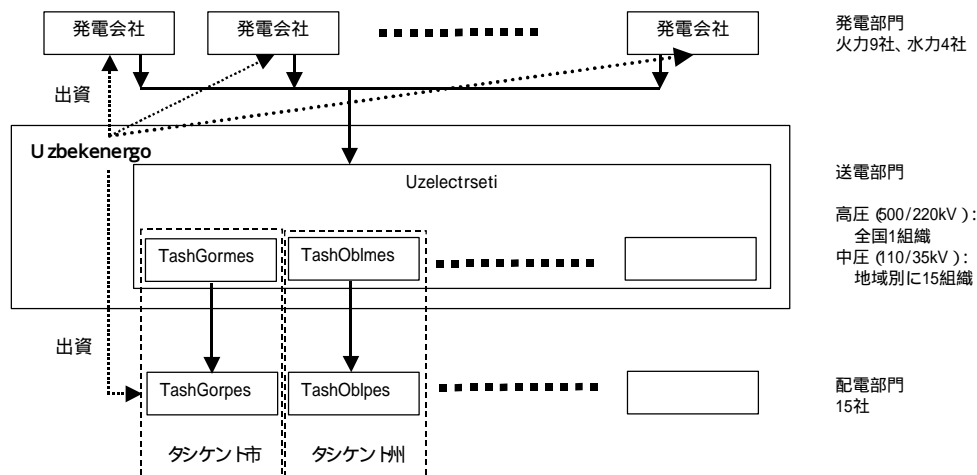 発電会社
発電会社
発電会社
発電部門
火力9社、水力4社
出資
Uzbekenergo
Uzelectrseti
送電部門
高圧（500/220kV）：
全国1組織
中圧（110/35kV）：
地域別に15組織
TashGormes
TashOblmes
出資
TashGorpes
TashOblpes
配電部門
15社
タシケント市
タシケント州